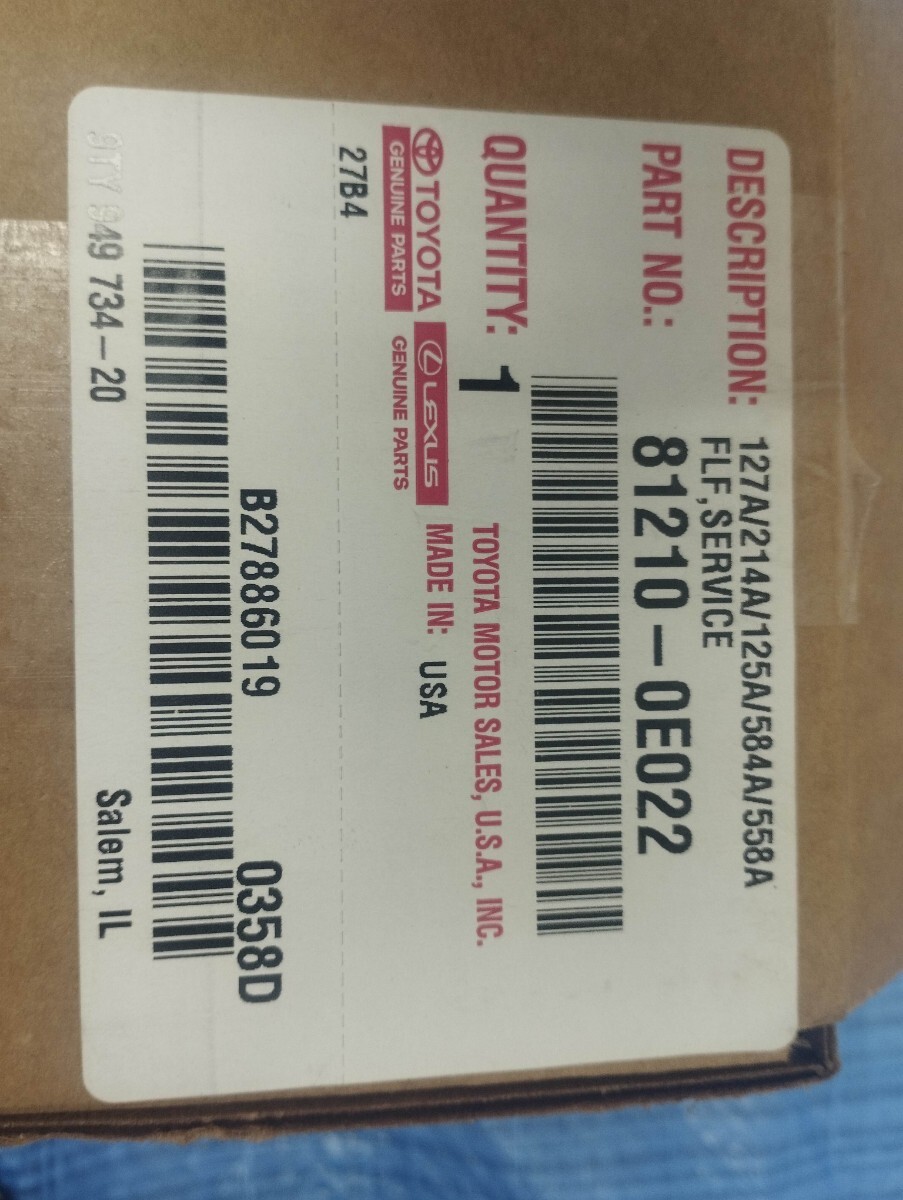 DESCRIPTION: 127A/214A/125A/584A/558A
FLF,SERVICE
PART NO.: 81210-0E022
QUANTITY: 1
TOYOTA MOTOR SALES, U.S.A., INC.
TOYOTA
GENUINE PARTS
LEXUS
GENUINE PARTS
MADE IN: USA
27B4
B27886019 0358D
949 734-20 Salem, IL